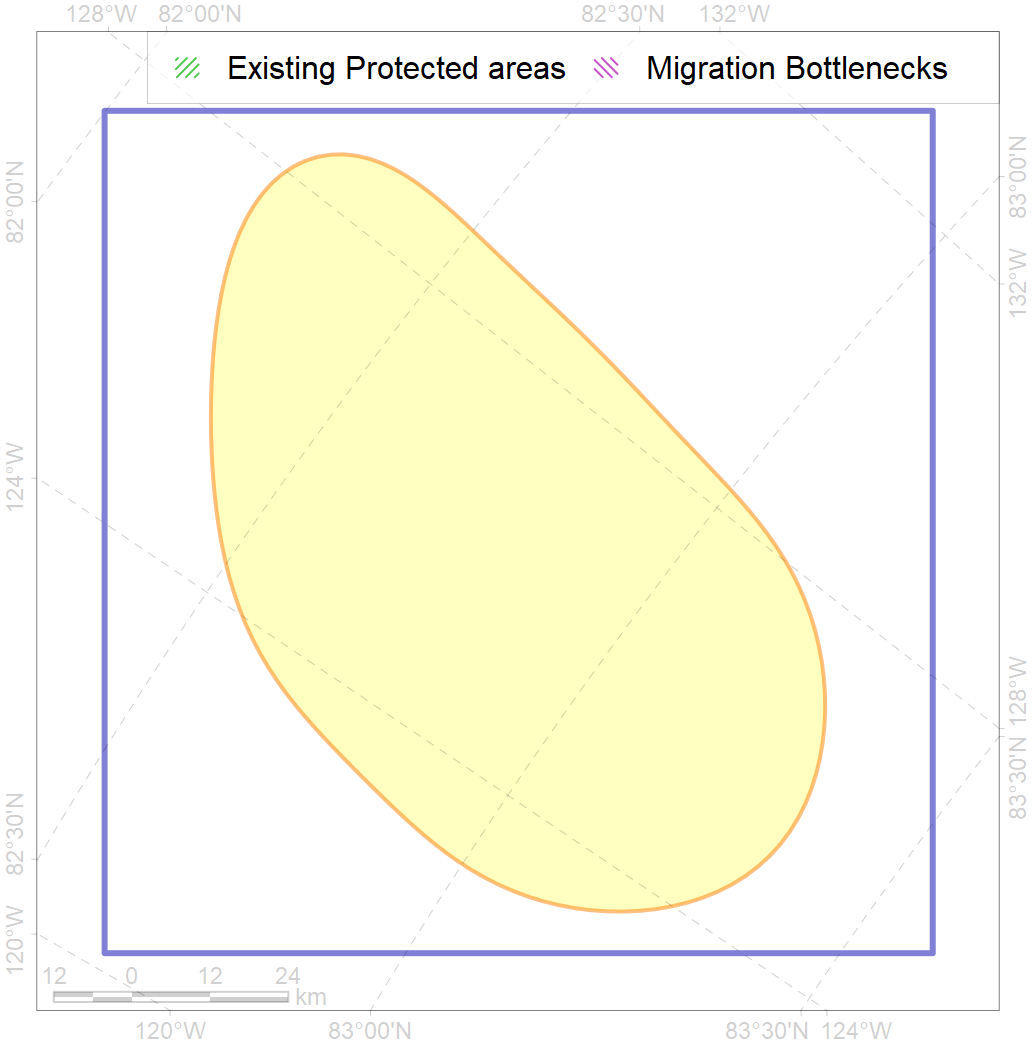 128°W 82°00'N 82°30'N 132°W
Existing Protected areas Migration Bottlenecks
82°00'N
124°W
82°30'N
120°W
83°00'N
132°W
128°W
83°30'N
12 0 12 24
km
120°W 83°00'N 83°30'N 124°W